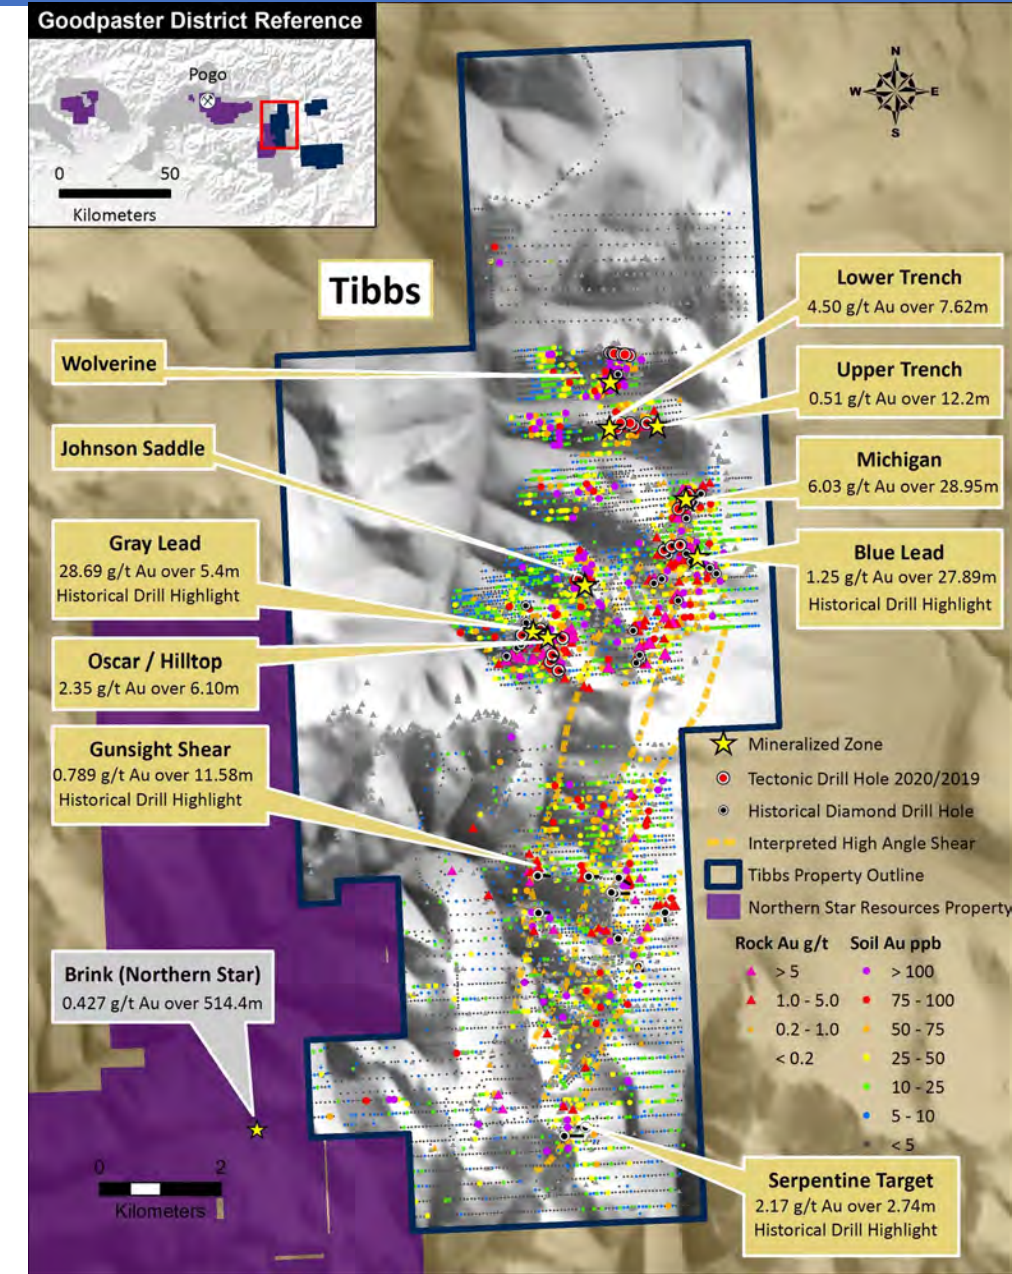 Goodpaster District Reference
Pogo
0 50
Kilometers
N
W E
S
Tibbs
Lower Trench
4.50 g/t Au over 7.62m
Wolverine
Upper Trench
0.51 g/t Au over 12.2m
Johnson Saddle
Michigan
6.03 g/t Au over 28.95m
Gray Lead
28.69 g/t Au over 5.4m
Historical Drill Highlight
Blue Lead
1.25 g/t Au over 27.89m
Historical Drill Highlight
Oscar / Hilltop
2.35 g/t Au over 6.10m
Gunsight Shear
0.789 g/t Au over 11.58m
Historical Drill Highlight
Mineralized Zone
Tectonic Drill Hole 2020/2019
Historical Diamond Drill Hole
Interpreted High Angle Shear
Tibbs Property Outline
Northern Star Resources Property
Rock Au g/t Soil Au ppb
> 5 > 100
1.0 - 5.0 75 - 100
0.2 - 1.0 50 - 75
< 0.2 25 - 50
10 - 25
5 - 10
< 5
Brink (Northern Star)
0.427 g/t Au over 514.4m
0 2
Kilometers
Serpentine Target
2.17 g/t Au over 2.74m
Historical Drill Highlight